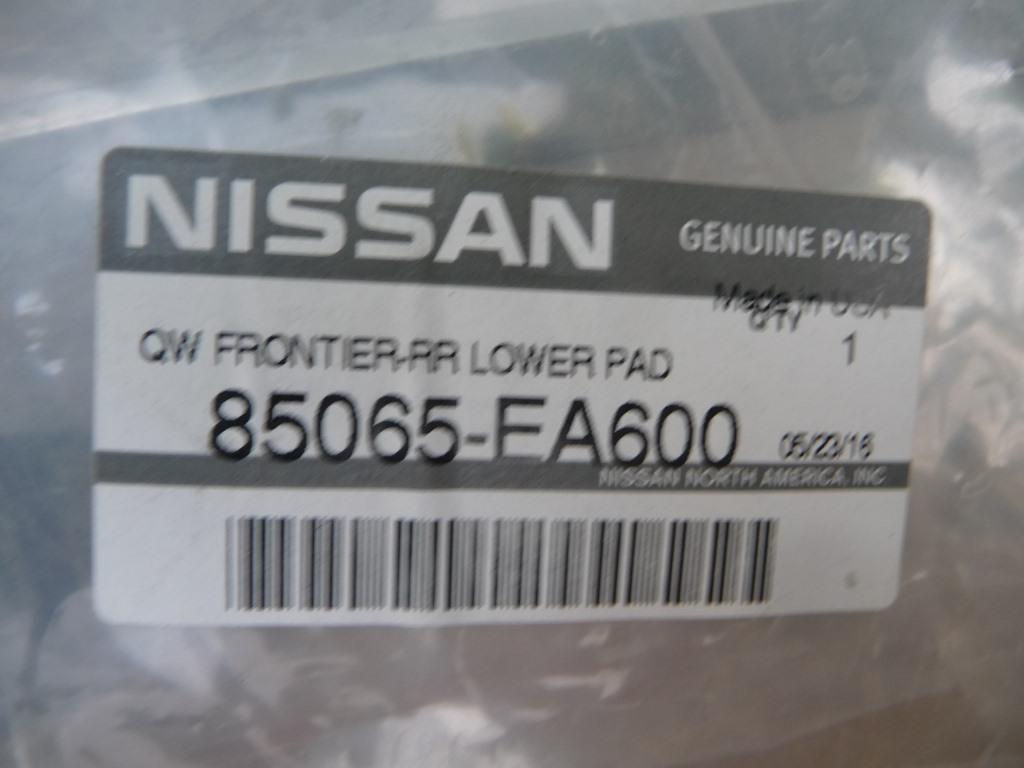 NISSAN GENUINE PARTS
Made in USA
QTY
QW FRONTIER-RR LOWER PAD 1
85065-EA600 05/23/16
NISSAN NORTH AMERICA, INC
6